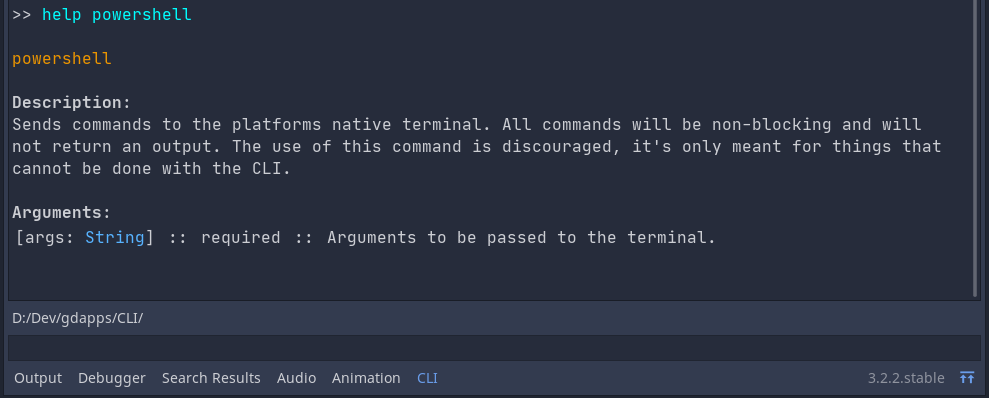 >> help powershell
powershell
Description:
Sends commands to the platforms native terminal. All commands will be non-blocking and will
not return an output. The use of this command is discouraged, it's only meant for things that
cannot be done with the CLI.
Arguments:
[args: String] :: required :: Arguments to be passed to the terminal.
D:/Dev/gdapps/CLI/
Output Debugger Search Results Audio Animation CLI 3.2.2.stable